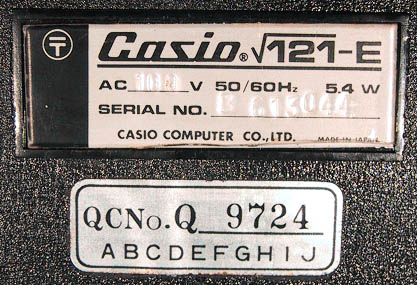 Casio® √121-E
AC V 50/60Hz 5.4 W
SERIAL NO.
CASIO COMPUTER CO., LTD. MADE IN JAPAN
QCNo. Q 9724
ABCDEFGHIJ